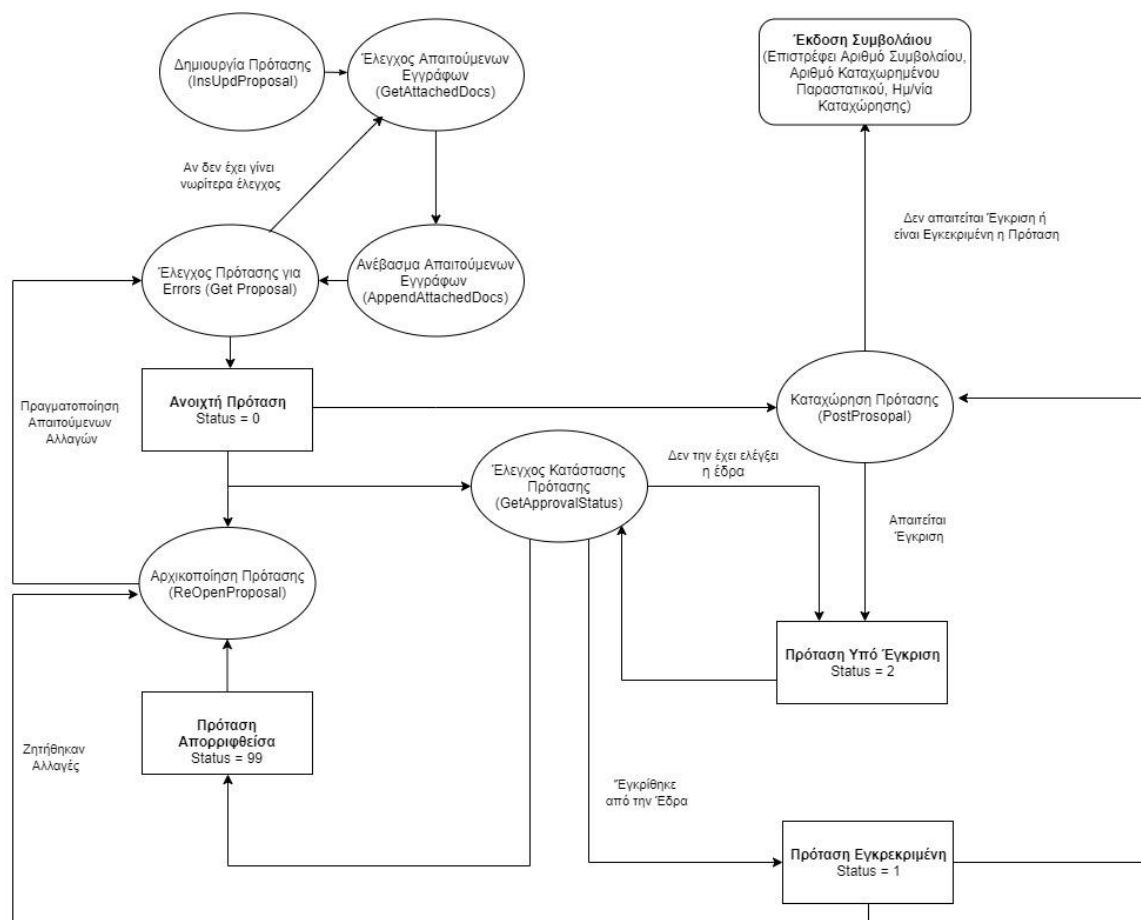 Δημιουργία Πρότασης
(InsUpdProposal)
Έλεγχος Απαιτούμενων
Εγγράφων
(GetAttachedDocs)
Έκδοση Συμβολάιου
(Επιστρέφει Αριθμό Συμβολαίου,
Αριθμό Καταχωρημένου
Παραστατικού, Ημ/νία
Καταχώρησης)
Αν δεν έχει γίνει
νωρίτερα έλεγχος
Δεν απαιτείται Έγκριση ή
είναι Εγκεκριμένη η Πρόταση
Έλεγχος Πρότασης για
Errors (Get Proposal)
Ανέβασμα Απαιτούμενων
Εγγράφων
(AppendAttachedDocs)
Πραγματοποίηση
Απαιτούμενων
Αλλαγών
Ανοιχτή Πρόταση
Status = 0
Καταχώρηση Πρότασης
(PostProsopal)
Έλεγχος Κατάστασης
Πρότασης
(GetApprovalStatus)
Δεν την έχει ελέγξει
η έδρα
Απαιτείται
Έγκριση
Αρχικοποίηση Πρότασης
(ReOpenProposal)
Πρόταση Υπό Έγκριση
Status = 2
Ζητήθηκαν
Αλλαγές
Πρόταση
Απορριφθείσα
Status = 99
Έγκρίθηκε
από την Έδρα
Πρόταση Εγκρεκριμένη
Status = 1